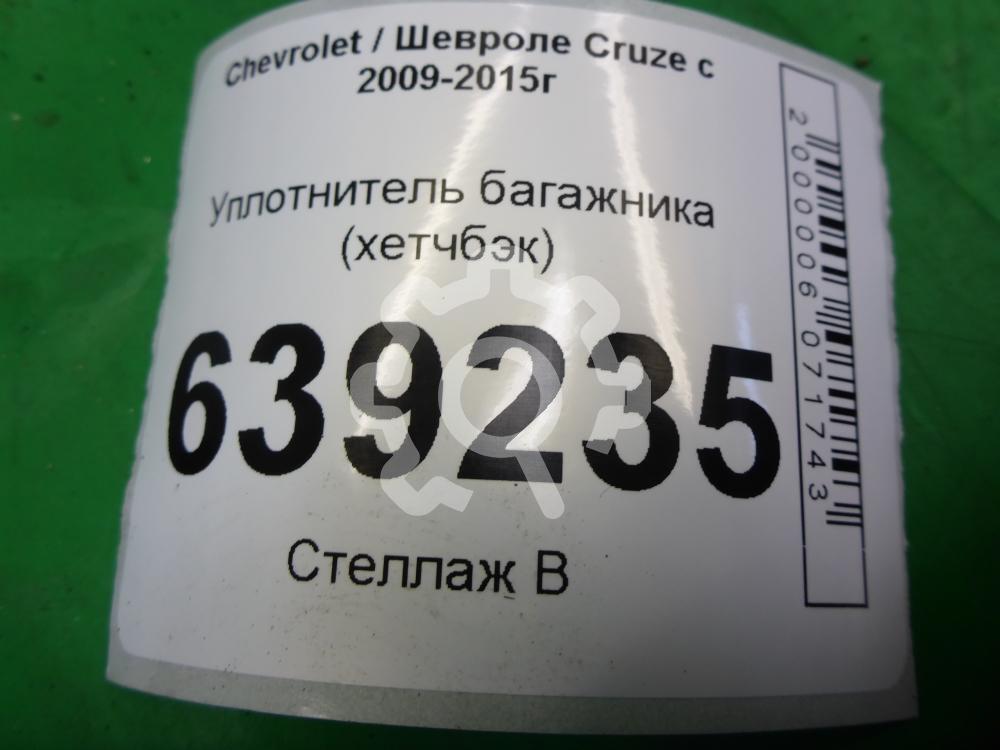 Chevrolet / Шевроле Cruze с
2009-2015г
Уплотнитель багажника
(хетчбэк)
639235
Стеллаж В
2000006071743